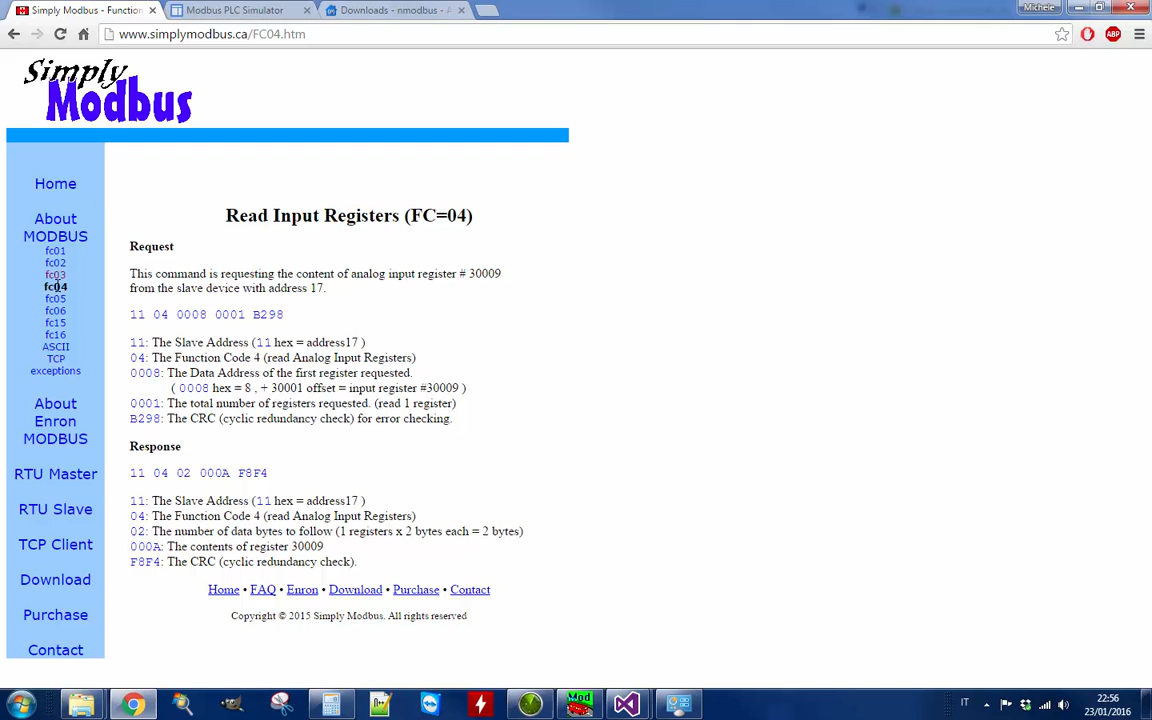 Simply Modbus - Function
Modbus PLC Simulator
Downloads - nmodbus - A
Michele
www.simplymodbus.ca/FC04.htm
ABP
Simply
Modbus
Home
About
MODBUS
fc01
fc02
fc03
fc04
fc05
fc06
fc15
fc16
ASCII
TCP
exceptions
About
Enron
MODBUS
RTU Master
RTU Slave
TCP Client
Download
Purchase
Contact
Read Input Registers (FC=04)
Request
This command is requesting the content of analog input register # 30009
from the slave device with address 17.
11 04 0008 0001 B298
11: The Slave Address (11 hex = address17 )
04: The Function Code 4 (read Analog Input Registers)
0008: The Data Address of the first register requested.
( 0008 hex = 8 , + 30001 offset = input register #30009 )
0001: The total number of registers requested. (read 1 register)
B298: The CRC (cyclic redundancy check) for error checking.
Response
11 04 02 000A F8F4
11: The Slave Address (11 hex = address17 )
04: The Function Code 4 (read Analog Input Registers)
02: The number of data bytes to follow (1 registers x 2 bytes each = 2 bytes)
000A: The contents of register 30009
F8F4: The CRC (cyclic redundancy check).
Home • FAQ • Enron • Download • Purchase • Contact
Copyright © 2015 Simply Modbus. All rights reserved
Mod
IT
22:56
23/01/2016